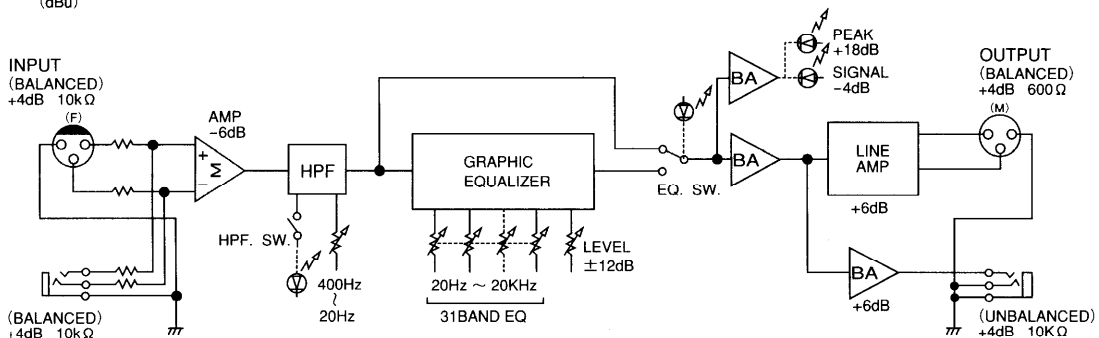 (dBu)
INPUT
(BALANCED)
+4dB 10kΩ
(F)
+
M
−
AMP
−6dB
HPF
HPF. SW.
400Hz
~
20Hz
GRAPHIC
EQUALIZER
20Hz ～ 20KHz
31BAND EQ
LEVEL
±12dB
EQ. SW.
BA
PEAK
+18dB
SIGNAL
−4dB
BA
LINE
AMP
+6dB
OUTPUT
(BALANCED)
+4dB 600Ω
(M)
BA
+6dB
(BALANCED)
+4dB 10kΩ
(UNBALANCED)
+4dB 10KΩ